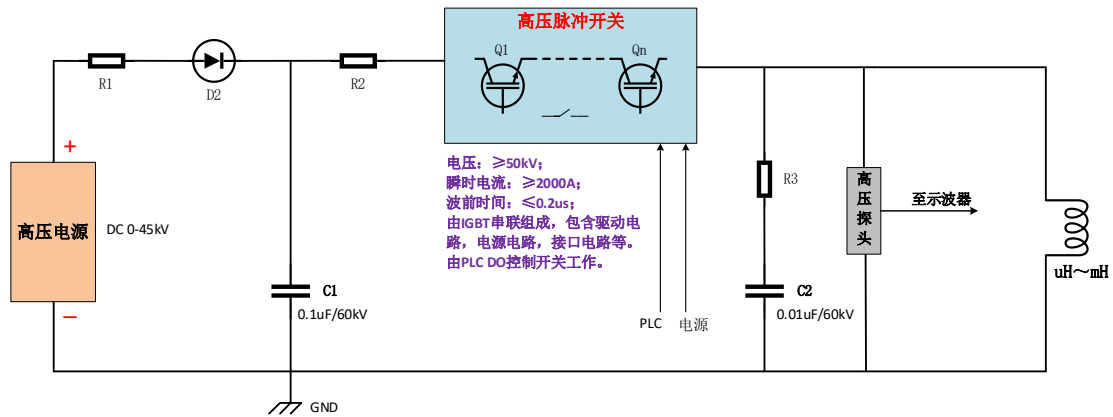 高压脉冲开关
Q1
Qn
R1
D2
R2
+
高压电源
DC 0-45kV
−
电压：≥50kV；
瞬时电流：≥2000A；
波前时间：≤0.2us；
由IGBT串联组成，包含驱动电
路，电源电路，接口电路等。
由PLC DO控制开关工作。
R3
高压探头
至示波器
uH～mH
C1
0.1uF/60kV
C2
0.01uF/60kV
PLC
电源
GND